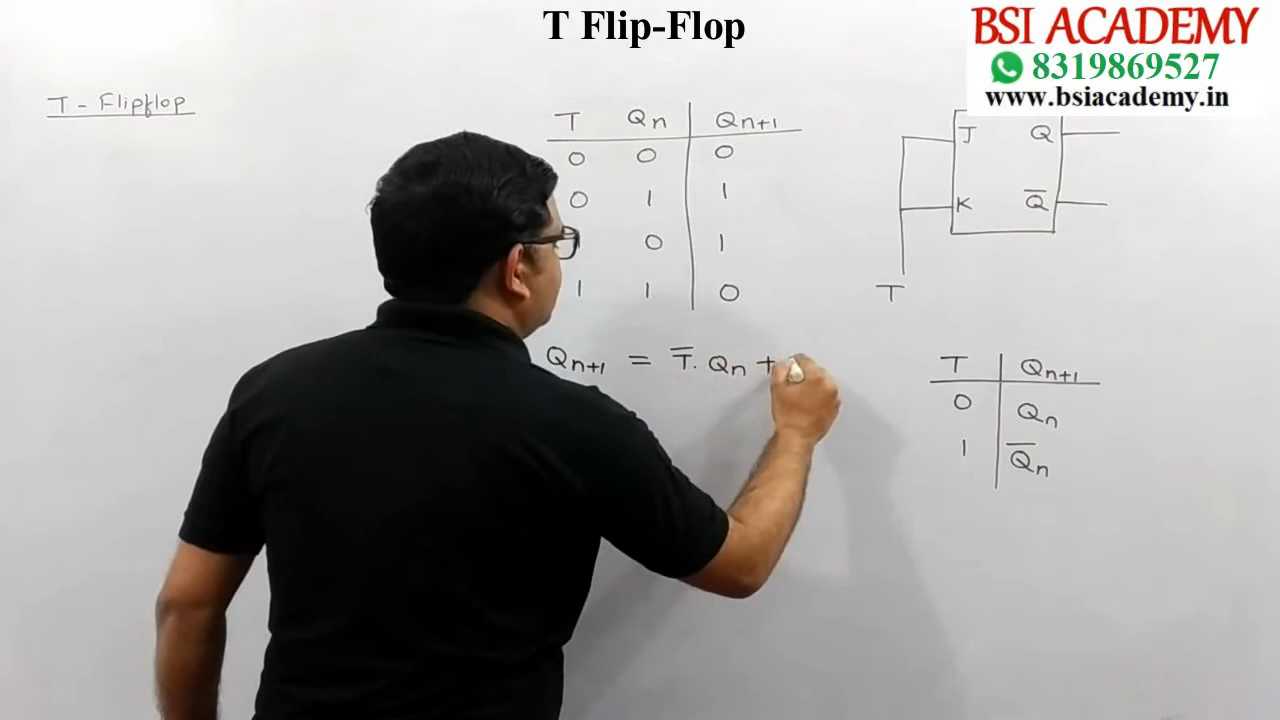 T Flip-Flop
BSI ACADEMY
8319869527
www.bsiacademy.in
T - Flipflop
T Qn Qn+1
0 0 0
0 1 1
0 1
1 1 0
Qn+1 = T̅. Qn +
J Q
K Q̅
T
T Qn+1
0 Qn
1 Q̅n